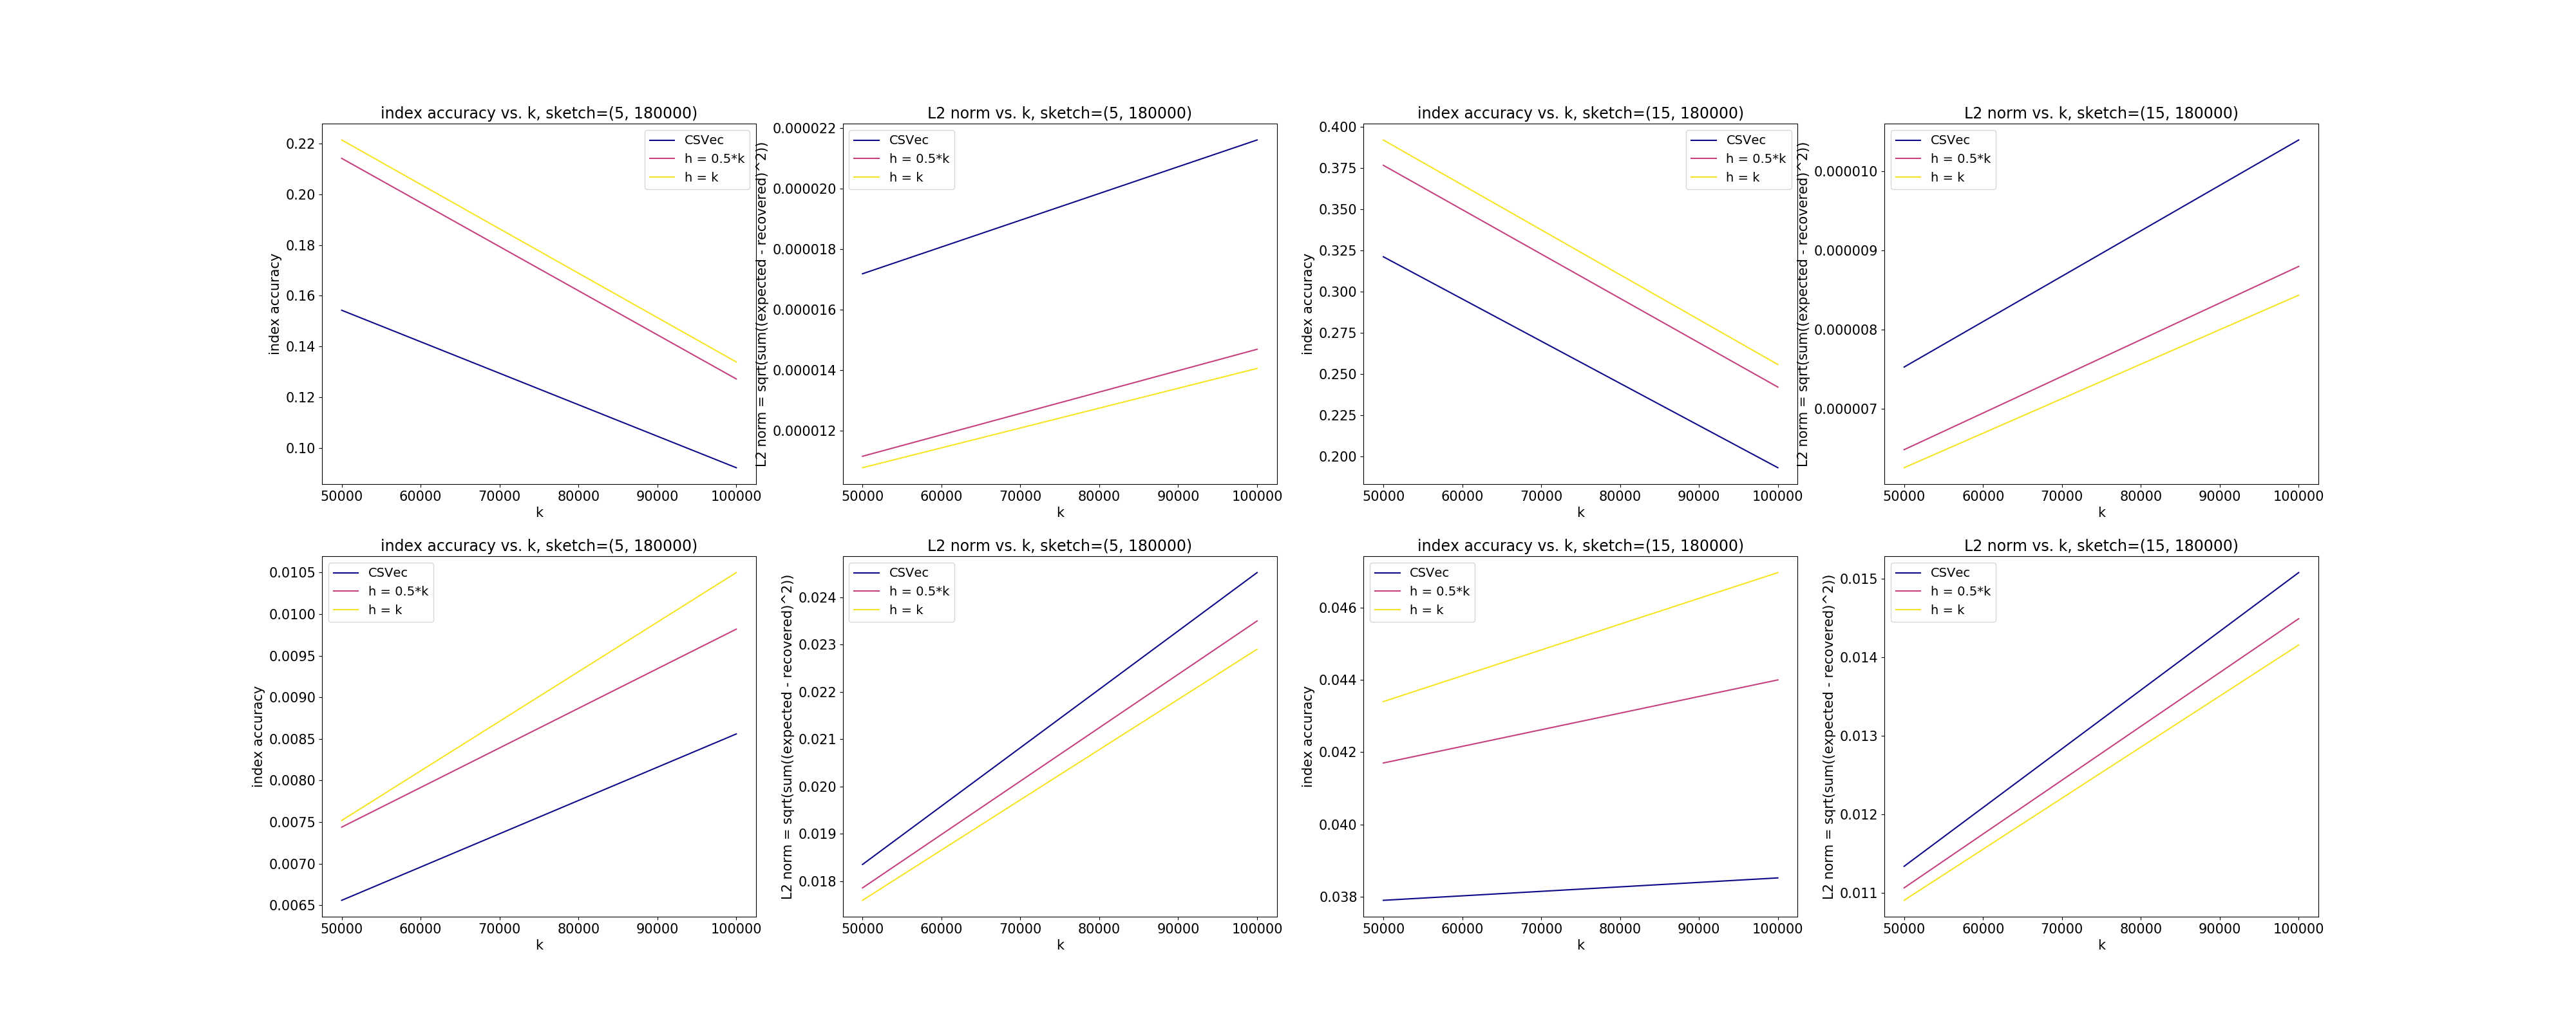 index accuracy vs. k, sketch=(5, 180000)
index accuracy
0.22
0.20
0.18
0.16
0.14
0.12
0.10
CSVec
h = 0.5*k
h = k
50000 60000 70000 80000 90000 100000
k
L2 norm vs. k, sketch=(5, 180000)
L2 norm = sqrt(sum((expected - recovered)^2))
0.000022
0.000020
0.000018
0.000016
0.000014
0.000012
CSVec
h = 0.5*k
h = k
50000 60000 70000 80000 90000 100000
k
index accuracy vs. k, sketch=(15, 180000)
index accuracy
0.400
0.375
0.350
0.325
0.300
0.275
0.250
0.225
0.200
CSVec
h = 0.5*k
h = k
50000 60000 70000 80000 90000 100000
k
L2 norm vs. k, sketch=(15, 180000)
L2 norm = sqrt(sum((expected - recovered)^2))
0.000010
0.000009
0.000008
0.000007
CSVec
h = 0.5*k
h = k
50000 60000 70000 80000 90000 100000
k
index accuracy vs. k, sketch=(5, 180000)
index accuracy
0.0105
0.0100
0.0095
0.0090
0.0085
0.0080
0.0075
0.0070
0.0065
CSVec
h = 0.5*k
h = k
50000 60000 70000 80000 90000 100000
k
L2 norm vs. k, sketch=(5, 180000)
L2 norm = sqrt(sum((expected - recovered)^2))
0.024
0.023
0.022
0.021
0.020
0.019
0.018
CSVec
h = 0.5*k
h = k
50000 60000 70000 80000 90000 100000
k
index accuracy vs. k, sketch=(15, 180000)
index accuracy
0.046
0.044
0.042
0.040
0.038
CSVec
h = 0.5*k
h = k
50000 60000 70000 80000 90000 100000
k
L2 norm vs. k, sketch=(15, 180000)
L2 norm = sqrt(sum((expected - recovered)^2))
0.015
0.014
0.013
0.012
0.011
CSVec
h = 0.5*k
h = k
50000 60000 70000 80000 90000 100000
k